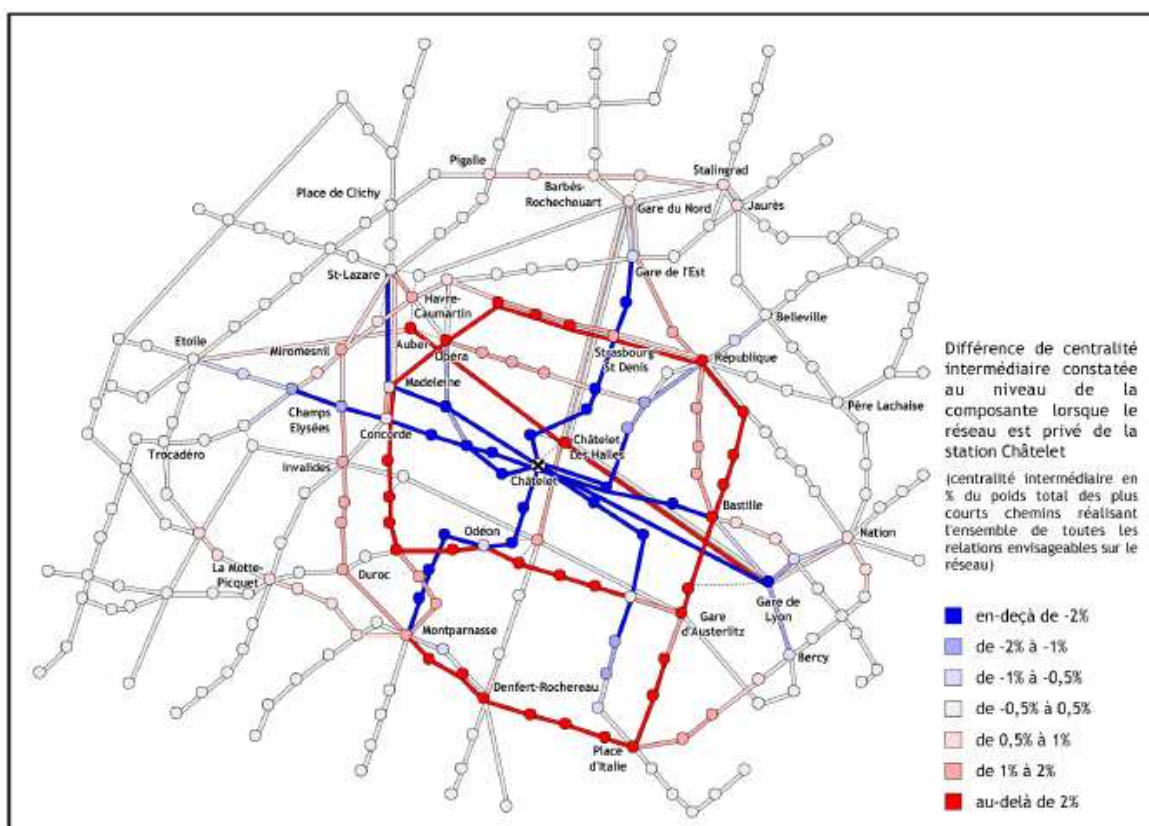 Pigalle
Stalingrad
Barbès-
Rochechouart
Place de Clichy
Gare du Nord
Jaurès
St-Lazare
Gare de l'Est
Havre-
Caumartin
Belleville
Etoile
Miromesnil
Auber
Opéra
Strasbourg
St Denis
République
Madeleine
Champs
Elysées
Concorde
Père Lachaise
Trocadéro
Châtelet
Les Halles
Invalides
Châtelet
Bastille
Odéon
Nation
La Motte-
Picquet
Duroc
Gare de
Lyon
Gare
d'Austerlitz
Montparnasse
Bercy
Denfert-Rochereau
Place
d'Italie
Différence de centralité
intermédiaire constatée
au niveau de la
composante lorsque le
réseau est privé de la
station Châtelet
(centralité intermédiaire en
% du poids total des plus
courts chemins réalisant
l'ensemble de toutes les
relations envisageables sur le
réseau)
en-deçà de -2%
de -2% à -1%
de -1% à -0,5%
de -0,5% à 0,5%
de 0,5% à 1%
de 1% à 2%
au-delà de 2%